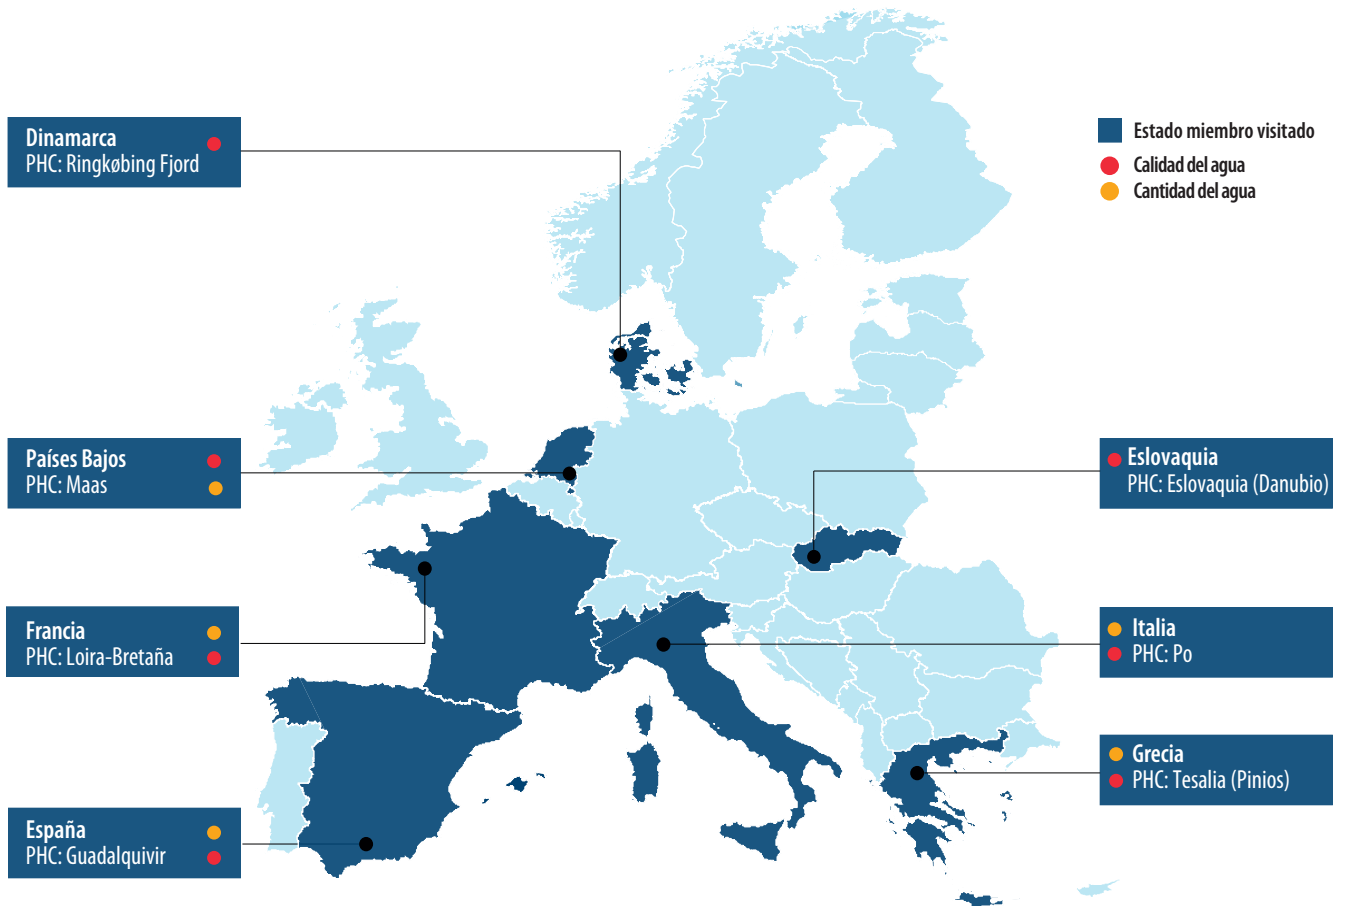 Dinamarca
PHC: Ringkøbing Fjord
Estado miembro visitado
Calidad del agua
Cantidad del agua
Países Bajos
PHC: Maas
Eslovaquia
PHC: Eslovaquia (Danubio)
Francia
PHC: Loira-Bretaña
Italia
PHC: Po
Grecia
PHC: Tesalia (Pinios)
España
PHC: Guadalquivir